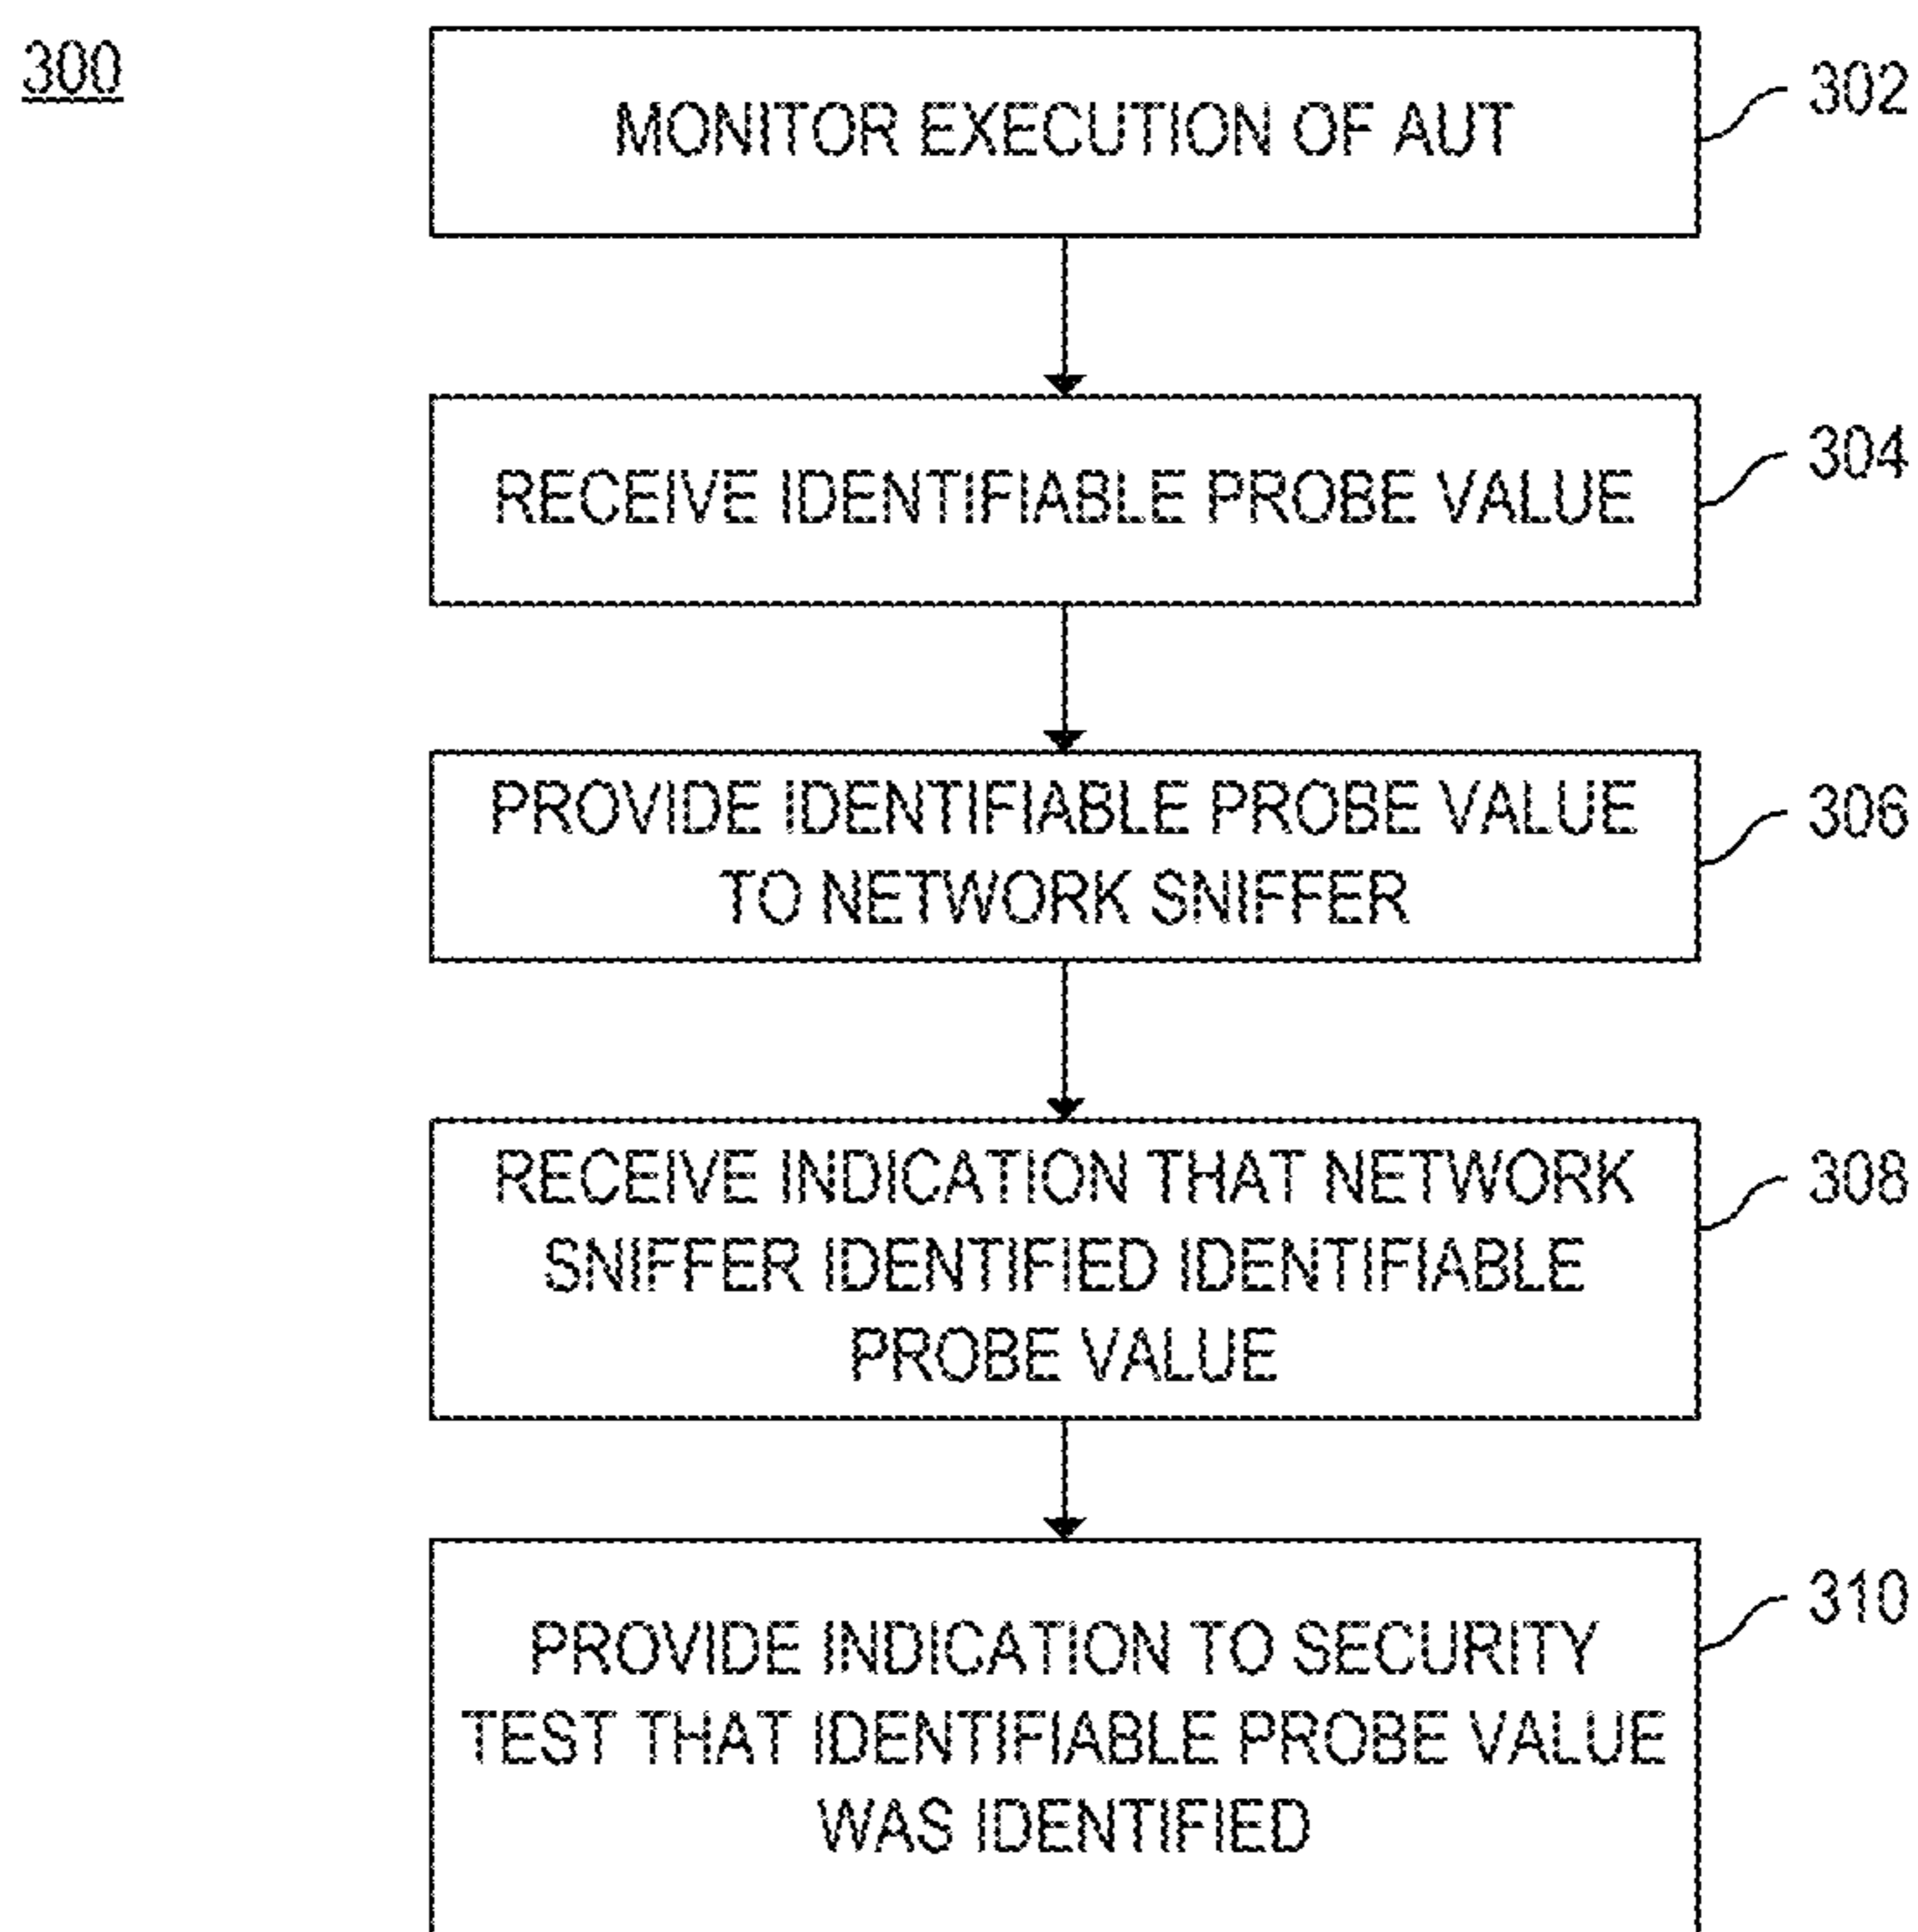 300
MONITOR EXECUTION OF AUT
302
RECEIVE IDENTIFIABLE PROBE VALUE
304
PROVIDE IDENTIFIABLE PROBE VALUE
TO NETWORK SNIFFER
306
RECEIVE INDICATION THAT NETWORK
SNIFFER IDENTIFIED IDENTIFIABLE
PROBE VALUE
308
PROVIDE INDICATION TO SECURITY
TEST THAT IDENTIFIABLE PROBE VALUE
WAS IDENTIFIED
310